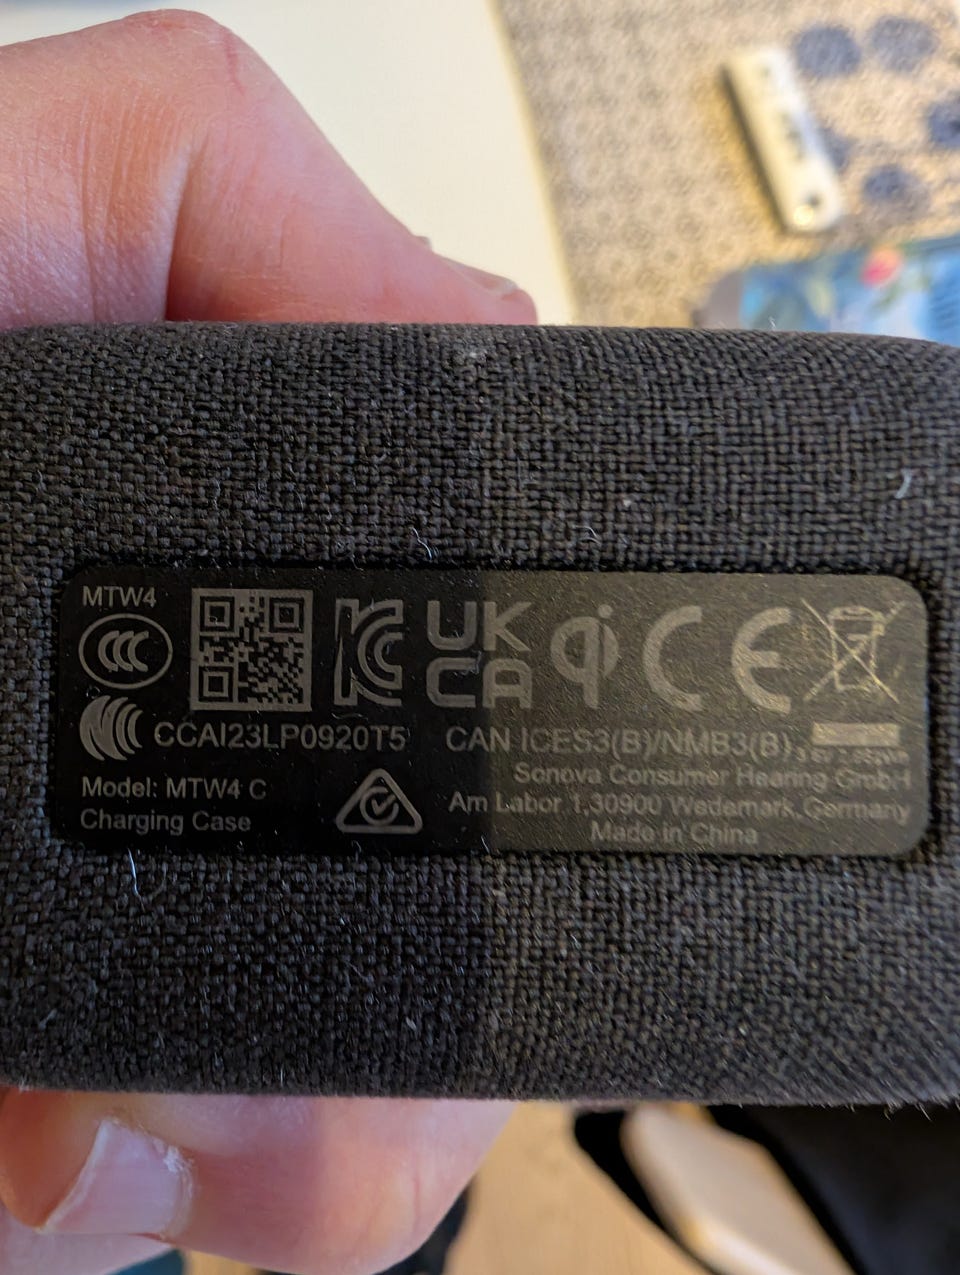 MTW4
UK
CA
CE
CCAI23LP0920T5
CAN ICES3(B)/NMB3(B)
Model: MTW4 C
Charging Case
Sonova Consumer Hearing GmbH
Am Labor 1,30900 Wedemark, Germany
Made in China